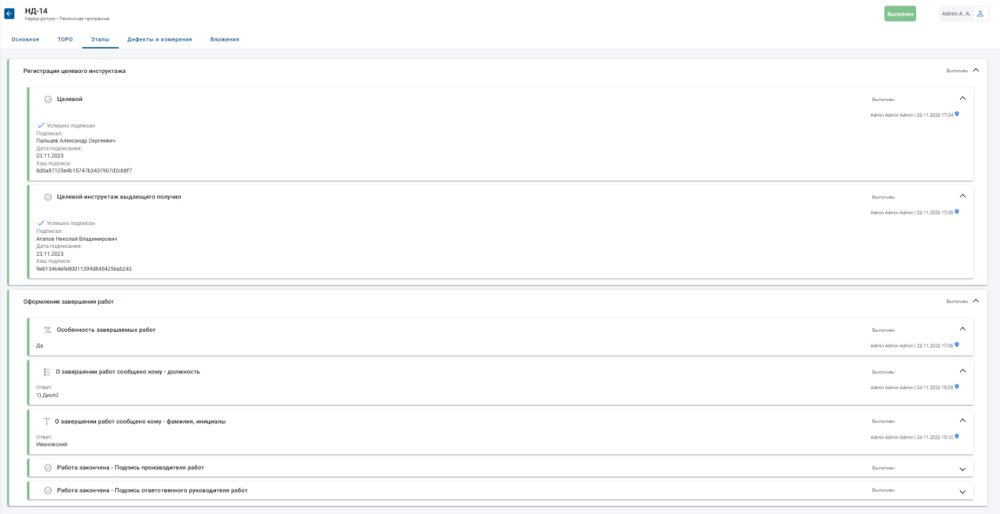 НД-14
Наряд-допуск • Ремонтная программа
Выполнен
Admin A. A.
Основное
ТОРО
Этапы
Дефекты и измерения
Вложения
Регистрация целевого инструктажа
Выполнен
Целевой
Выполнен
Admin Admin Admin | 23.11.2023 17:04
Успешно подписан
Подписал:
Пальцев Александр Сергеевич
Дата подписания:
23.11.2023
Хэш подписи:
8d0a87125e4b15747b3437907d2cb8f7
Целевой инструктаж выдающего получил
Выполнен
Admin Admin Admin | 23.11.2023 17:05
Успешно подписан
Подписал:
Агапов Николай Владимирович
Дата подписания:
23.11.2023
Хэш подписи:
9e813464efe80011399d8454256ab243
Оформление завершения работ
Выполнен
Особенность завершаемых работ
Выполнен
Да
Admin Admin Admin | 23.11.2023 17:06
О завершении работ сообщено кому - должность
Выполнен
Ответ:
Admin Admin Admin | 24.11.2023 15:09
1) Дисп2
О завершении работ сообщено кому - фамилия, инициалы
Выполнен
Ответ:
Admin Admin Admin | 24.11.2023 15:10
Ивановский
Работа закончена - Подпись производителя работ
Выполнен
Работа закончена - Подпись ответственного руководителя работ
Выполнен